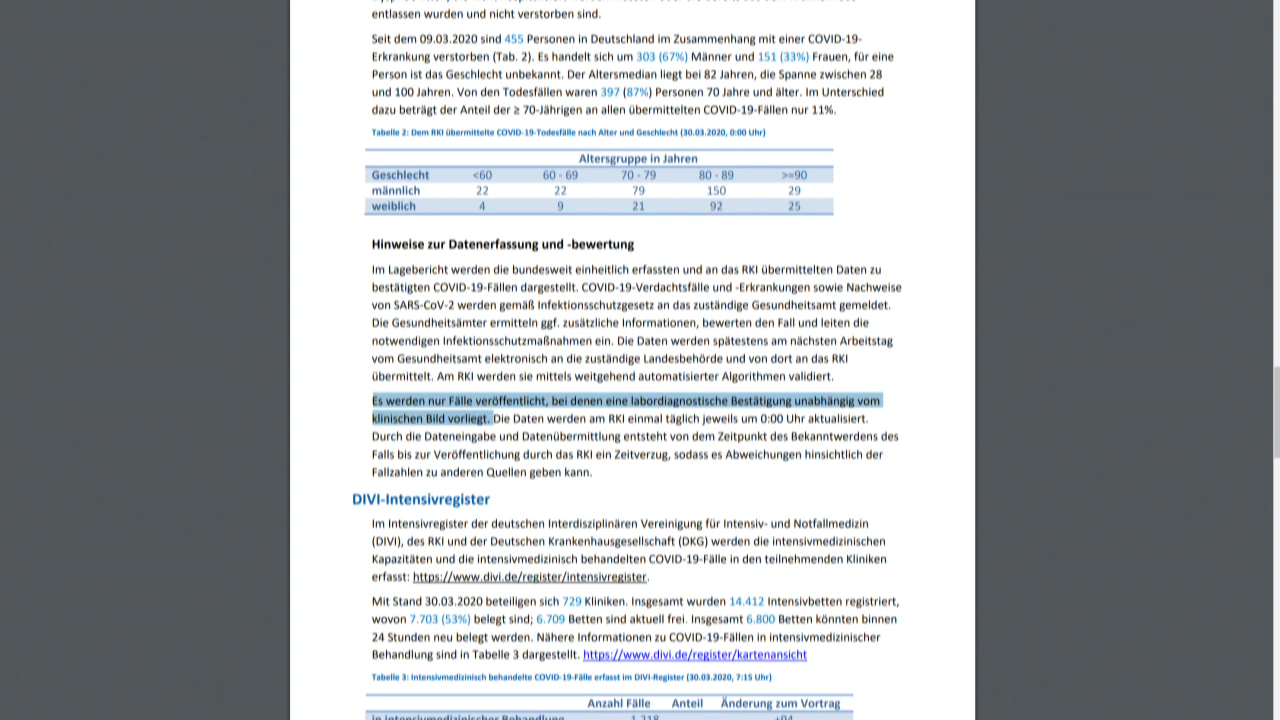 entlassen wurden und nicht verstorben sind.
Seit dem 09.03.2020 sind 455 Personen in Deutschland im Zusammenhang mit einer COVID-19-
Erkrankung verstorben (Tab. 2). Es handelt sich um 303 (67%) Männer und 151 (33%) Frauen, für eine
Person ist das Geschlecht unbekannt. Der Altersmedian liegt bei 82 Jahren, die Spanne zwischen 28
und 100 Jahren. Von den Todesfällen waren 397 (87%) Personen 70 Jahre und älter. Im Unterschied
dazu beträgt der Anteil der ≥ 70-Jährigen an allen übermittelten COVID-19-Fällen nur 11%.
Tabelle 2: Dem RKI übermittelte COVID-19-Todesfälle nach Alter und Geschlecht (30.03.2020, 0:00 Uhr)
Altersgruppe in Jahren
Geschlecht <60 60 - 69 70 - 79 80 - 89 >=90
männlich 22 22 79 150 29
weiblich 4 9 21 92 25
Hinweise zur Datenerfassung und -bewertung
Im Lagebericht werden die bundesweit einheitlich erfassten und an das RKI übermittelten Daten zu
bestätigten COVID-19-Fällen dargestellt. COVID-19-Verdachtsfälle und -Erkrankungen sowie Nachweise
von SARS-CoV-2 werden gemäß Infektionsschutzgesetz an das zuständige Gesundheitsamt gemeldet.
Die Gesundheitsämter ermitteln ggf. zusätzliche Informationen, bewerten den Fall und leiten die
notwendigen Infektionsschutzmaßnahmen ein. Die Daten werden spätestens am nächsten Arbeitstag
vom Gesundheitsamt elektronisch an die zuständige Landesbehörde und von dort an das RKI
übermittelt. Am RKI werden sie mittels weitgehend automatisierter Algorithmen validiert.
Es werden nur Fälle veröffentlicht, bei denen eine labordiagnostische Bestätigung unabhängig vom
klinischen Bild vorliegt. Die Daten werden am RKI einmal täglich jeweils um 0:00 Uhr aktualisiert.
Durch die Dateneingabe und Datenübermittlung entsteht von dem Zeitpunkt des Bekanntwerdens des
Falls bis zur Veröffentlichung durch das RKI ein Zeitverzug, sodass es Abweichungen hinsichtlich der
Fallzahlen zu anderen Quellen geben kann.
DIVI-Intensivregister
Im Intensivregister der deutschen Interdisziplinären Vereinigung für Intensiv- und Notfallmedizin
(DIVI), des RKI und der Deutschen Krankenhausgesellschaft (DKG) werden die intensivmedizinischen
Kapazitäten und die intensivmedizinisch behandelten COVID-19-Fälle in den teilnehmenden Kliniken
erfasst: https://www.divi.de/register/intensivregister.
Mit Stand 30.03.2020 beteiligen sich 729 Kliniken. Insgesamt wurden 14.412 Intensivbetten registriert,
wovon 7.703 (53%) belegt sind; 6.709 Betten sind aktuell frei. Insgesamt 6.800 Betten könnten binnen
24 Stunden neu belegt werden. Nähere Informationen zu COVID-19-Fällen in intensivmedizinischer
Behandlung sind in Tabelle 3 dargestellt. https://www.divi.de/register/kartenansicht
Tabelle 3: Intensivmedizinisch behandelte COVID-19-Fälle erfasst im DIVI-Register (30.03.2020, 7:15 Uhr)
Anzahl Fälle Anteil Änderung zum Vortrag